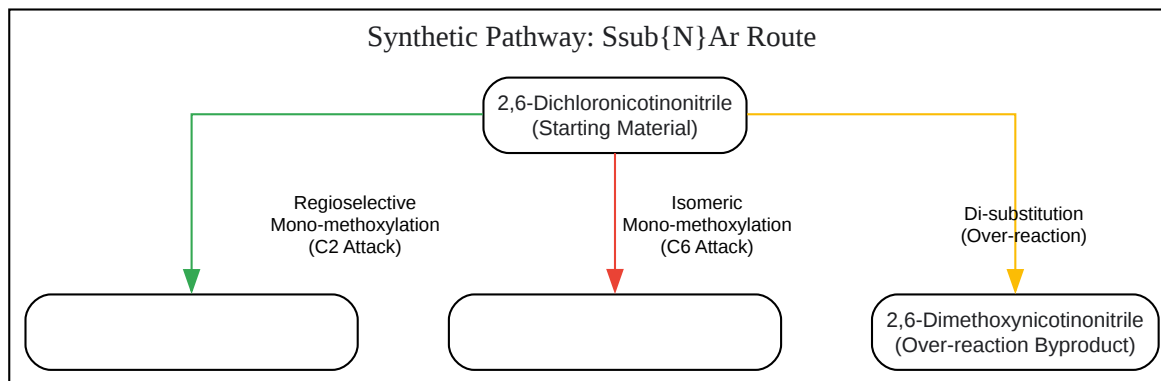 Synthetic Pathway: Ssub{N}Ar Route
2,6-Dichloronicotinonitrile
(Starting Material)
Regioselective
Mono-methoxylation
(C2 Attack)
Isomeric
Mono-methoxylation
(C6 Attack)
Di-substitution
(Over-reaction)
2,6-Dimethoxynicotinonitrile
(Over-reaction Byproduct)